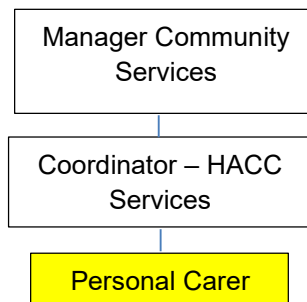 Manager Community
Services
Coordinator – HACC
Services
Personal Carer